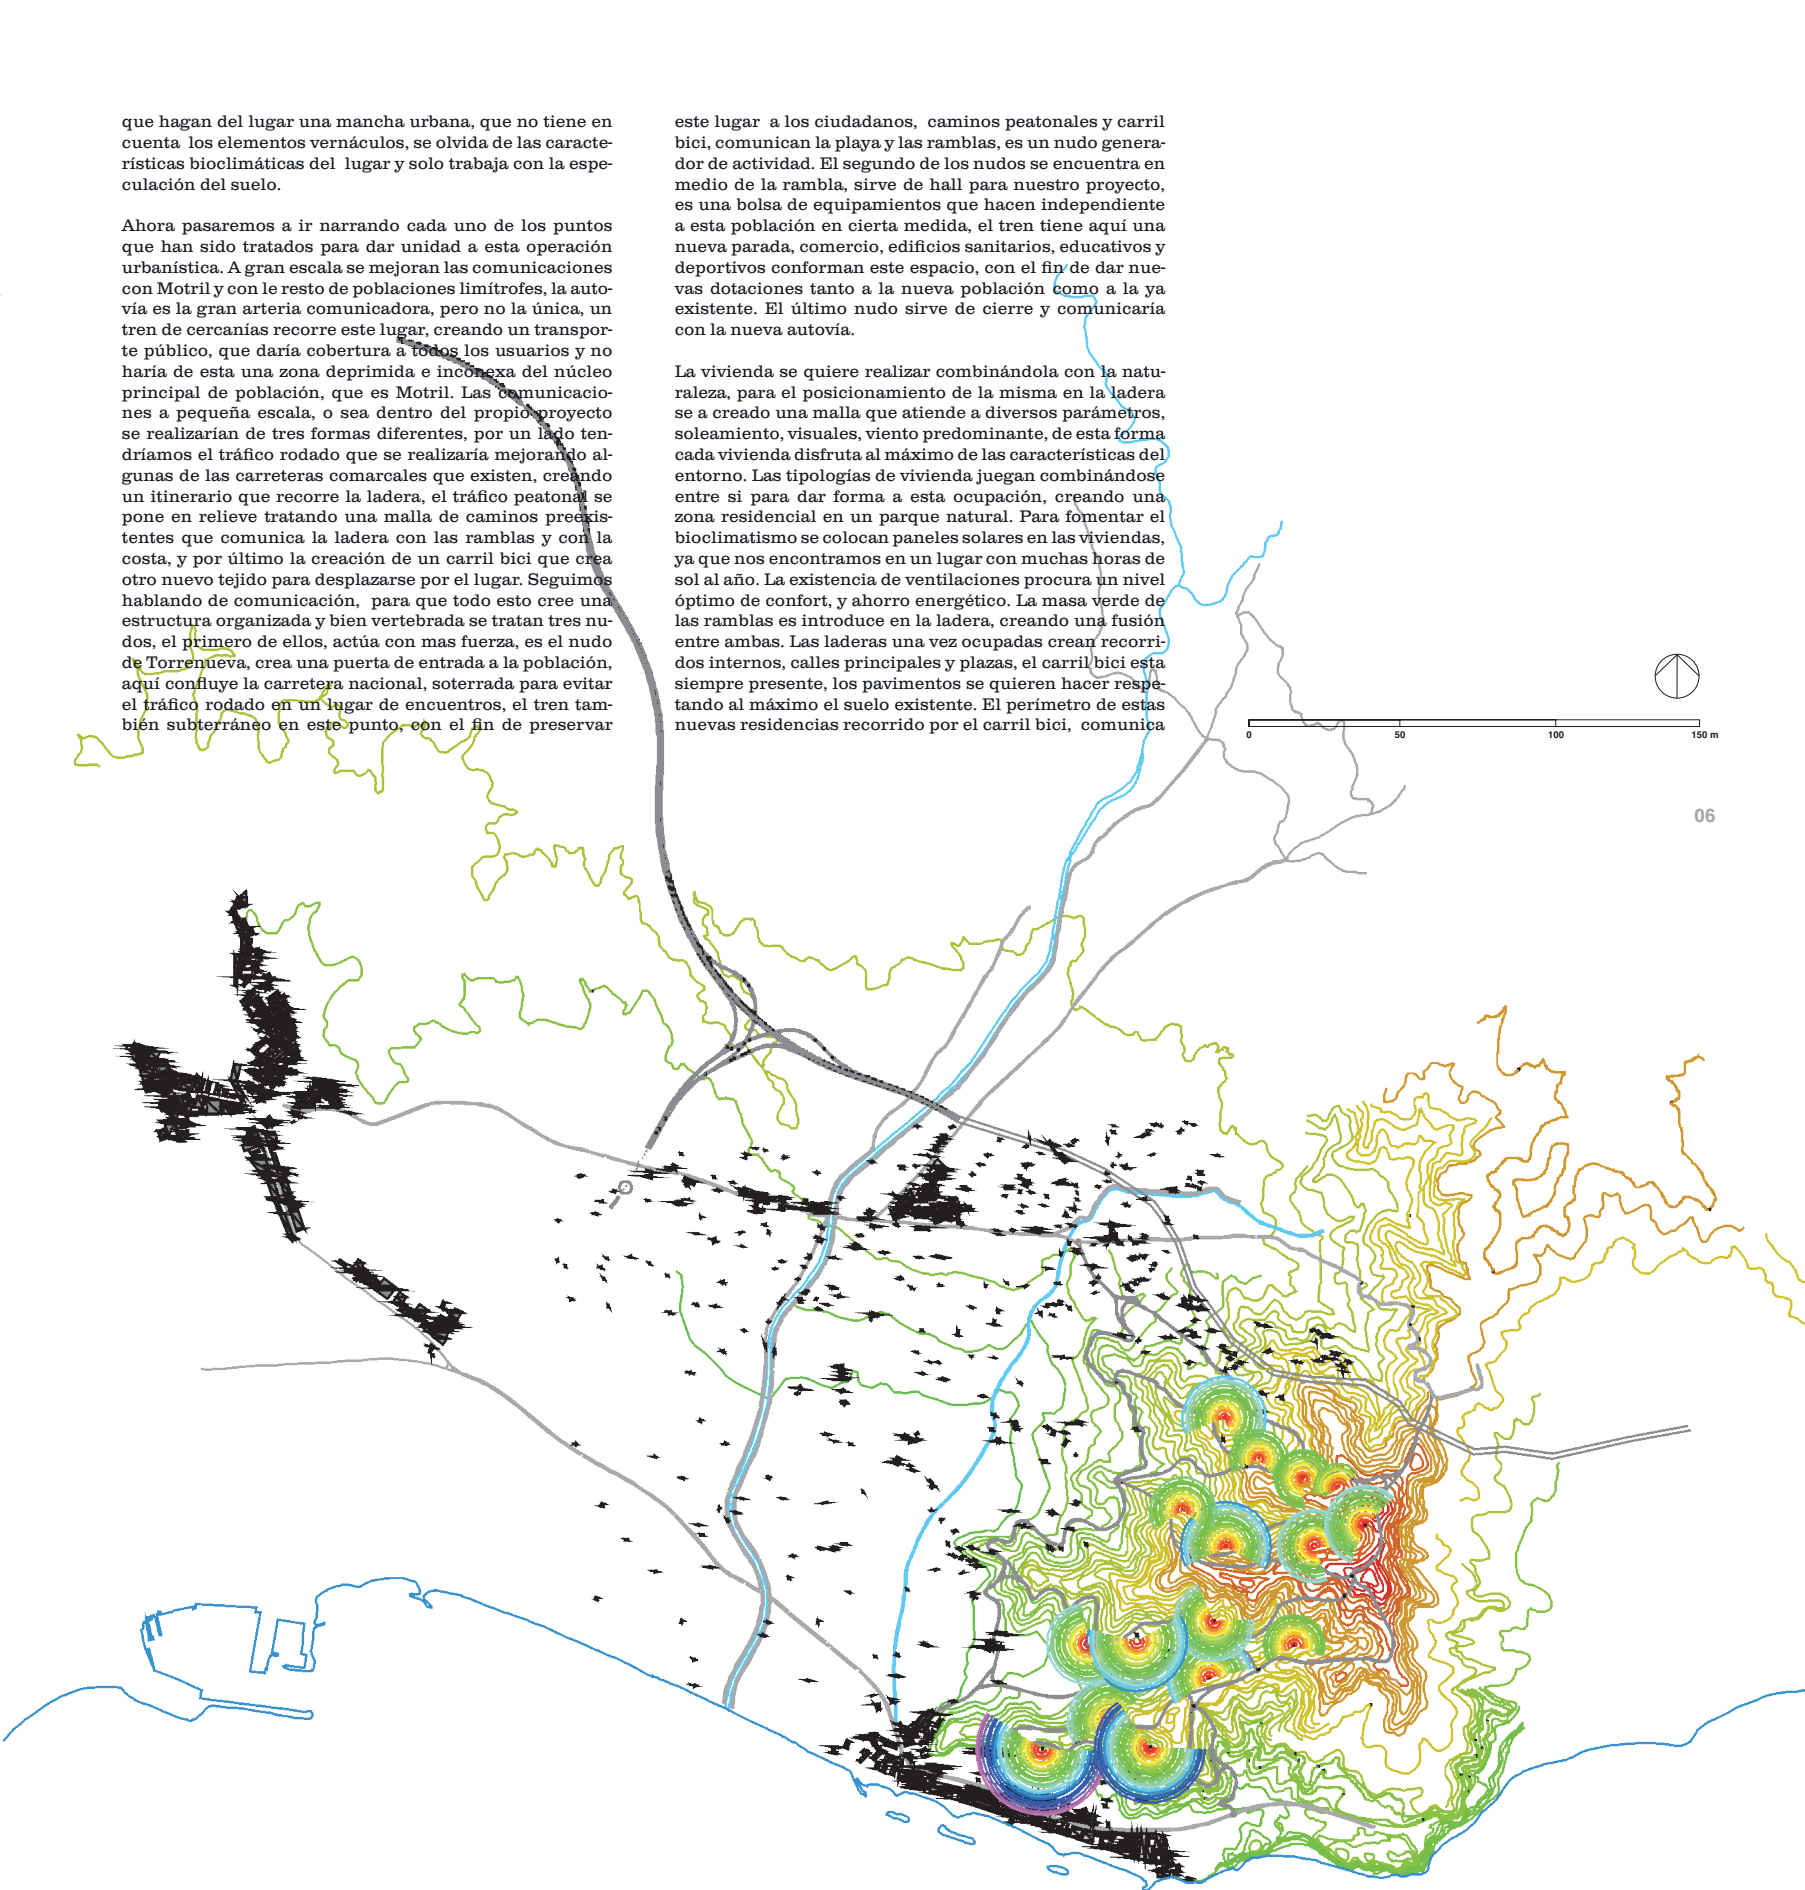 que hagan del lugar una mancha urbana, que no tiene en
cuenta los elementos vernáculos, se olvida de las caracte-
rísticas bioclimáticas del lugar y solo trabaja con la espe-
culación del suelo.
Ahora pasaremos a ir narrando cada uno de los puntos
que han sido tratados para dar unidad a esta operación
urbanística. A gran escala se mejoran las comunicaciones
con Motril y con le resto de poblaciones limítrofes, la auto-
vía es la gran arteria comunicadora, pero no la única, un
tren de cercanías recorre este lugar, creando un transpor-
te público, que daría cobertura a todos los usuarios y no
haría de esta una zona deprimida e inconexa del núcleo
principal de población, que es Motril. Las comunicacio-
nes a pequeña escala, o sea dentro del propio proyecto
se realizarían de tres formas diferentes, por un lado ten-
dríamos el tráfico rodado que se realizaría mejorando al-
gunas de las carreteras comarcales que existen, creando
un itinerario que recorre la ladera, el tráfico peatonal se
pone en relieve tratando una malla de caminos preexis-
tentes que comunica la ladera con las ramblas y con la
costa, y por último la creación de un carril bici que crea
otro nuevo tejido para desplazarse por el lugar. Seguimos
hablando de comunicación, para que todo esto cree una
estructura organizada y bien vertebrada se tratan tres nu-
dos, el primero de ellos, actúa con mas fuerza, es el nudo
de Torrenueva, crea una puerta de entrada a la población,
aquí confluye la carretera nacional, soterrada para evitar
el tráfico rodado en un lugar de encuentros, el tren tam-
bién subterráneo en este punto, con el fin de preservar
este lugar a los ciudadanos, caminos peatonales y carril
bici, comunican la playa y las ramblas, es un nudo genera-
dor de actividad. El segundo de los nudos se encuentra en
medio de la rambla, sirve de hall para nuestro proyecto,
es una bolsa de equipamientos que hacen independiente
a esta población en cierta medida, el tren tiene aquí una
nueva parada, comercio, edificios sanitarios, educativos y
deportivos conforman este espacio, con el fin de dar nue-
vas dotaciones tanto a la nueva población como a la ya
existente. El último nudo sirve de cierre y comunicaría
con la nueva autovía.
La vivienda se quiere realizar combinándola con la natu-
raleza, para el posicionamiento de la misma en la ladera
se a creado una malla que atiende a diversos parámetros,
soleamiento, visuales, viento predominante, de esta forma
cada vivienda disfruta al máximo de las características del
entorno. Las tipologías de vivienda juegan combinándose
entre si para dar forma a esta ocupación, creando una
zona residencial en un parque natural. Para fomentar el
bioclimatismo se colocan paneles solares en las viviendas,
ya que nos encontramos en un lugar con muchas horas de
sol al año. La existencia de ventilaciones procura un nivel
óptimo de confort, y ahorro energético. La masa verde de
las ramblas es introduce en la ladera, creando una fusión
entre ambas. Las laderas una vez ocupadas crean recorri-
dos internos, calles principales y plazas, el carril bici esta
siempre presente, los pavimentos se quieren hacer respe-
tando al máximo el suelo existente. El perímetro de estas
nuevas residencias recorrido por el carril bici, comunica
0 50 100 150 m
06